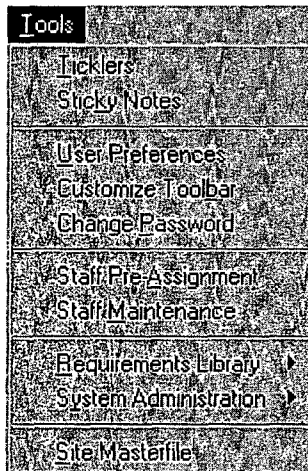 Tools
Ticklers
Sticky Notes
User Preferences
Customize Toolbar
Change Password
Staff Pre-Assignment
Staff Maintenance
Requirements Library
System Administration
Site Masterfile